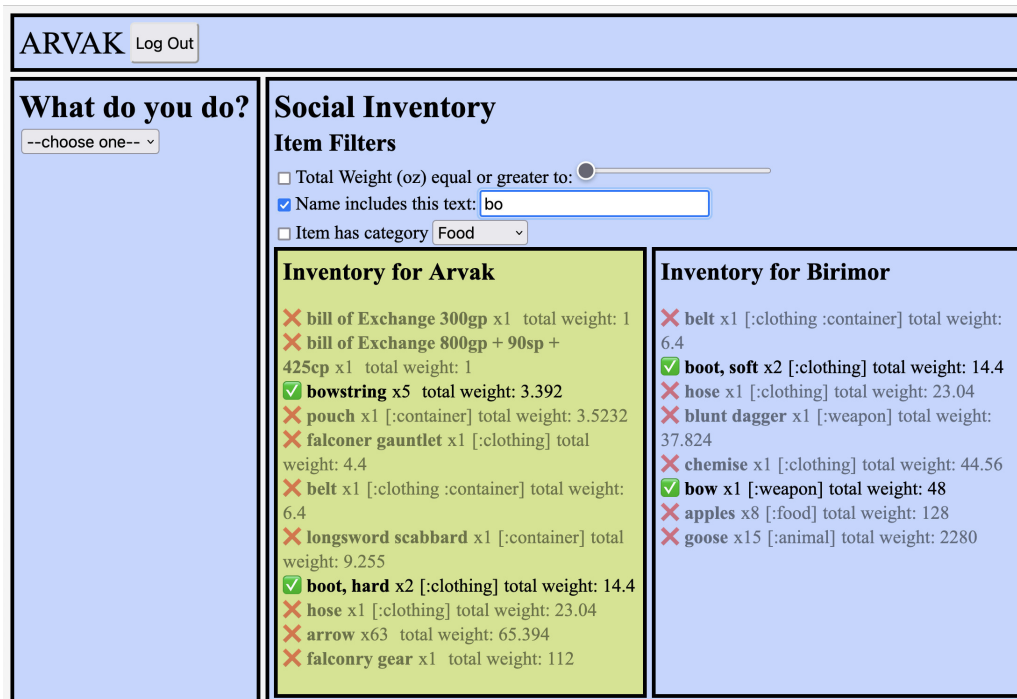 ARVAK Log Out
What do you do?
--choose one--
Social Inventory
Item Filters
Total Weight (oz) equal or greater to:
Name includes this text: bo
Item has category Food
Inventory for Arvak
bill of Exchange 300gp x1 total weight: 1
bill of Exchange 800gp + 90sp +
425cp x1 total weight: 1
bowstring x5 total weight: 3.392
pouch x1 [:container] total weight: 3.5232
falconer gauntlet x1 [:clothing] total
weight: 4.4
belt x1 [:clothing :container] total weight:
6.4
longsword scabbard x1 [:container] total
weight: 9.255
boot, hard x2 [:clothing] total weight: 14.4
hose x1 [:clothing] total weight: 23.04
arrow x63 total weight: 65.394
falconry gear x1 total weight: 112
Inventory for Birimor
belt x1 [:clothing :container] total weight:
6.4
boot, soft x2 [:clothing] total weight: 14.4
hose x1 [:clothing] total weight: 23.04
blunt dagger x1 [:weapon] total weight:
37.824
chemise x1 [:clothing] total weight: 44.56
bow x1 [:weapon] total weight: 48
apples x8 [:food] total weight: 128
goose x15 [:animal] total weight: 2280